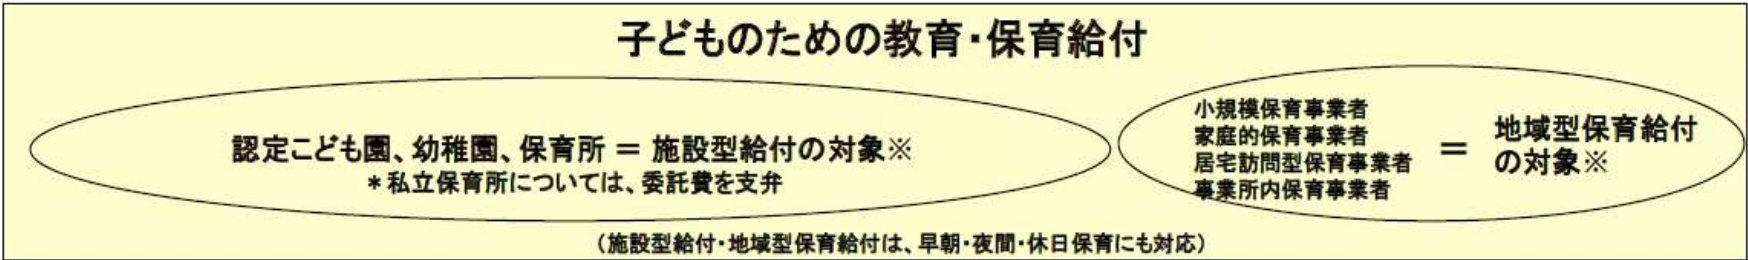 子どものための教育・保育給付
認定こども園、幼稚園、保育所 = 施設型給付の対象※
*私立保育所については、委託費を支弁
小規模保育事業者
家庭的保育事業者
居宅訪問型保育事業者
事業所内保育事業者
=
地域型保育給付
の対象※
(施設型給付・地域型保育給付は、早朝・夜間・休日保育にも対応)